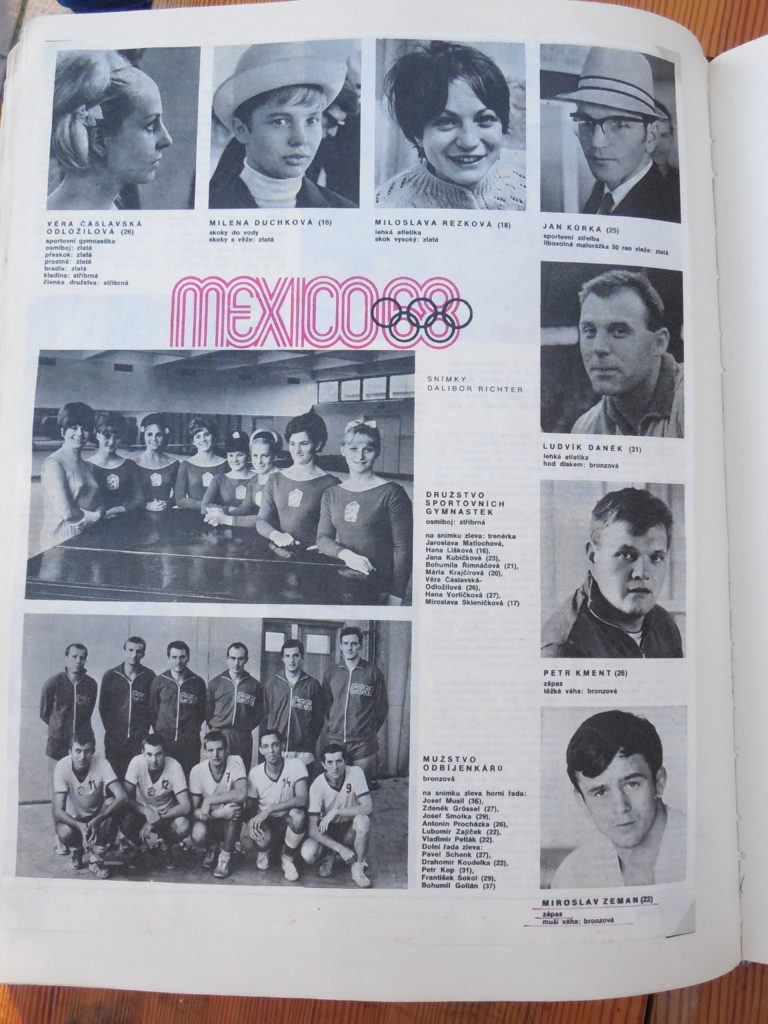 VĚRA ČÁSLAVSKÁ
ODLOŽILOVÁ (26)
sportovní gymnastika
osmiboj: zlatá
přeskok: zlatá
prostná: zlatá
bradla: zlatá
kladina: stříbrná
členka družstva: stříbrná
MILENA DUCHKOVÁ (16)
skoky do vody
skoky s věže: zlatá
MILOSLAVA REZKOVÁ (18)
lehká atletika
skok vysoký: zlatá
JAN KŮRKA (25)
sportovní střelba
libovolná malorážka 50 ran vleže: zlatá
MEXICO68
SNÍMKY
DALIBOR RICHTER
LUDVÍK DANĚK (31)
lehká atletika
hod diskem: bronzová
DRUŽSTVO
SPORTOVNÍCH
GYMNASTEK
osmiboj: stříbrná
na snímku zleva: trenérka
Jaroslava Matlochová,
Hana Lišková (16),
Jana Kubičková (23),
Bohumila Řimnáčová (21),
Mária Krajčírová (20),
Věra Čáslavská-
Odložilová (26),
Hana Vorlíčková (27),
Miroslava Skleničková (17)
PETR KMENT (26)
zápas
těžká váha: bronzová
MUŽSTVO
ODBÍJENKÁŘŮ
bronzová
na snímku zleva horní řada:
Josef Musil (36),
Zdeněk Grössel (27),
Josef Smolka (29),
Antonín Procházka (26),
Lubomír Zajíček (22),
Vladimír Petlák (22).
Dolní řada zleva:
Pavel Schenk (27),
Drahomír Koudelka (22),
Petr Kop (31),
František Sokol (29),
Bohumil Golián (37)
MIROSLAV ZEMAN (22)
zápas
muší váha: bronzová